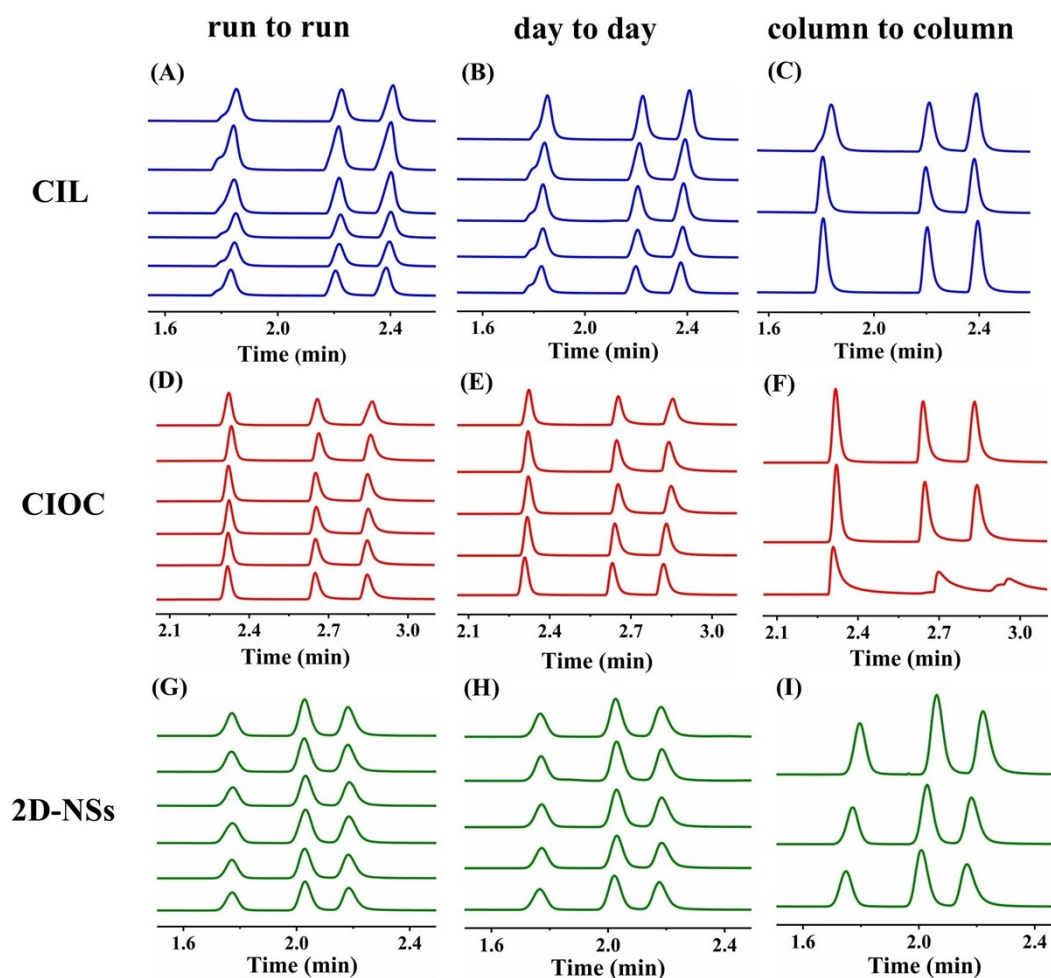 run to run day to day column to column
(A) (B) (C)
CIL
1.6 2.0 2.4 1.6 2.0 2.4 1.6 2.0 2.4
Time (min) Time (min) Time (min)
(D) (E) (F)
CIOC
2.1 2.4 2.7 3.0 2.1 2.4 2.7 3.0 2.1 2.4 2.7 3.0
Time (min) Time (min) Time (min)
(G) (H) (I)
2D-NSs
1.6 2.0 2.4 1.6 2.0 2.4 1.6 2.0 2.4
Time (min) Time (min) Time (min)